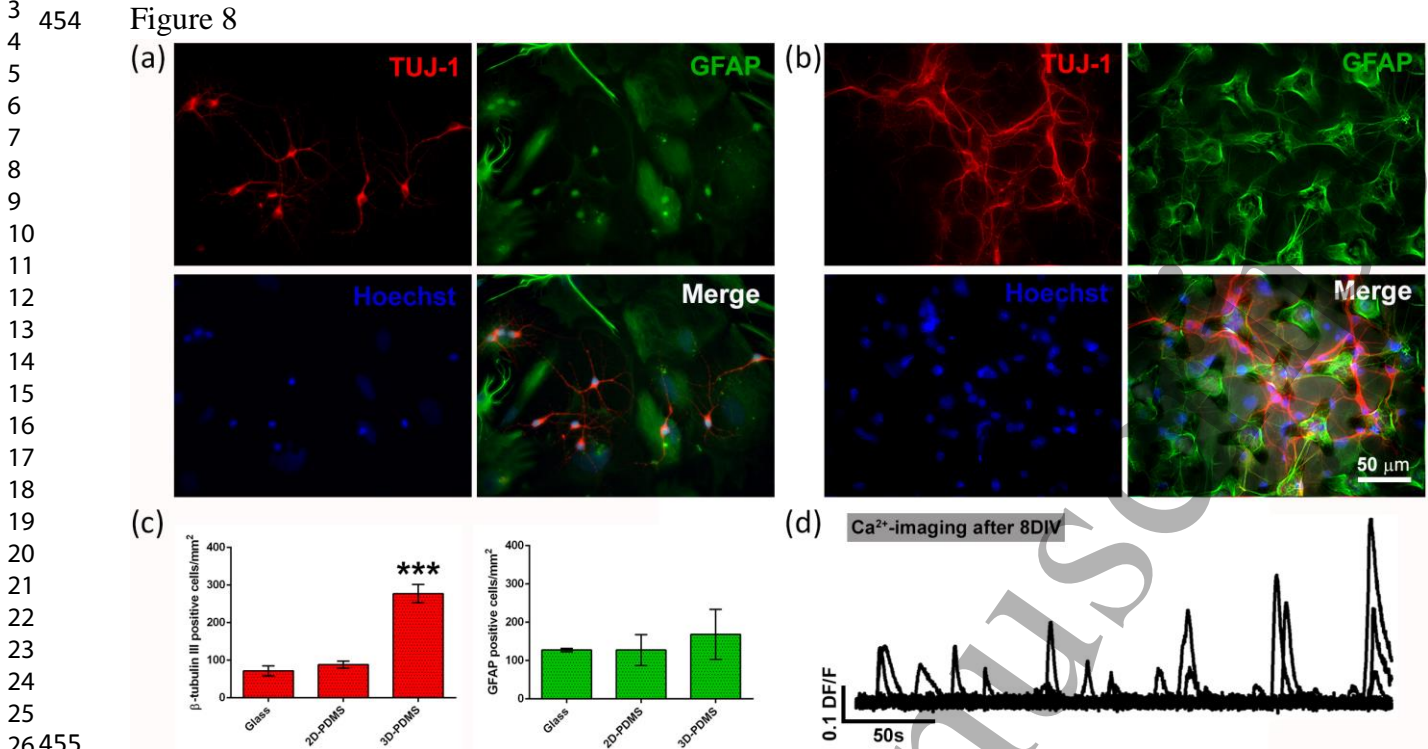 3
454 Figure 8
4
5
6
7
8
9
10
11
12
13
14
15
16
17
18
19
20
21
22
23
24
25
26 455
(a)
TUJ-1
GFAP
Hoechst
Merge
(b)
TUJ-1
GFAP
Hoechst
Merge
50 μm
(c)
β-tubulin III positive cells/mm²
400
300
200
100
0
***
Glass
2D-PDMS
3D-PDMS
GFAP positive cells/mm²
400
300
200
100
0
Glass
2D-PDMS
3D-PDMS
(d)
Ca²⁺-imaging after 8DIV
0.1 DF/F
50s